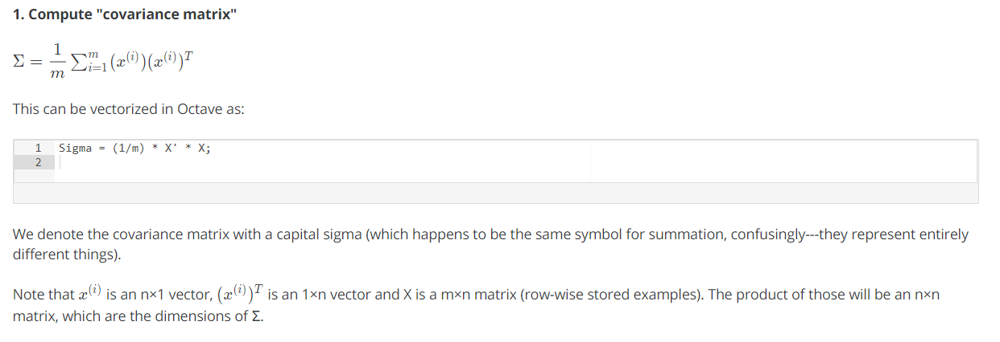 1. Compute "covariance matrix"
Σ = \frac{1}{m} ∑_{i=1}^{m} (x^{(i)})(x^{(i)})^T
This can be vectorized in Octave as:
1 Sigma = (1/m) * X' * X;
2
We denote the covariance matrix with a capital sigma (which happens to be the same symbol for summation, confusingly---they represent entirely
different things).
Note that x^{(i)} is an n×1 vector, (x^{(i)})^T is an 1×n vector and X is a m×n matrix (row-wise stored examples). The product of those will be an n×n
matrix, which are the dimensions of Σ.